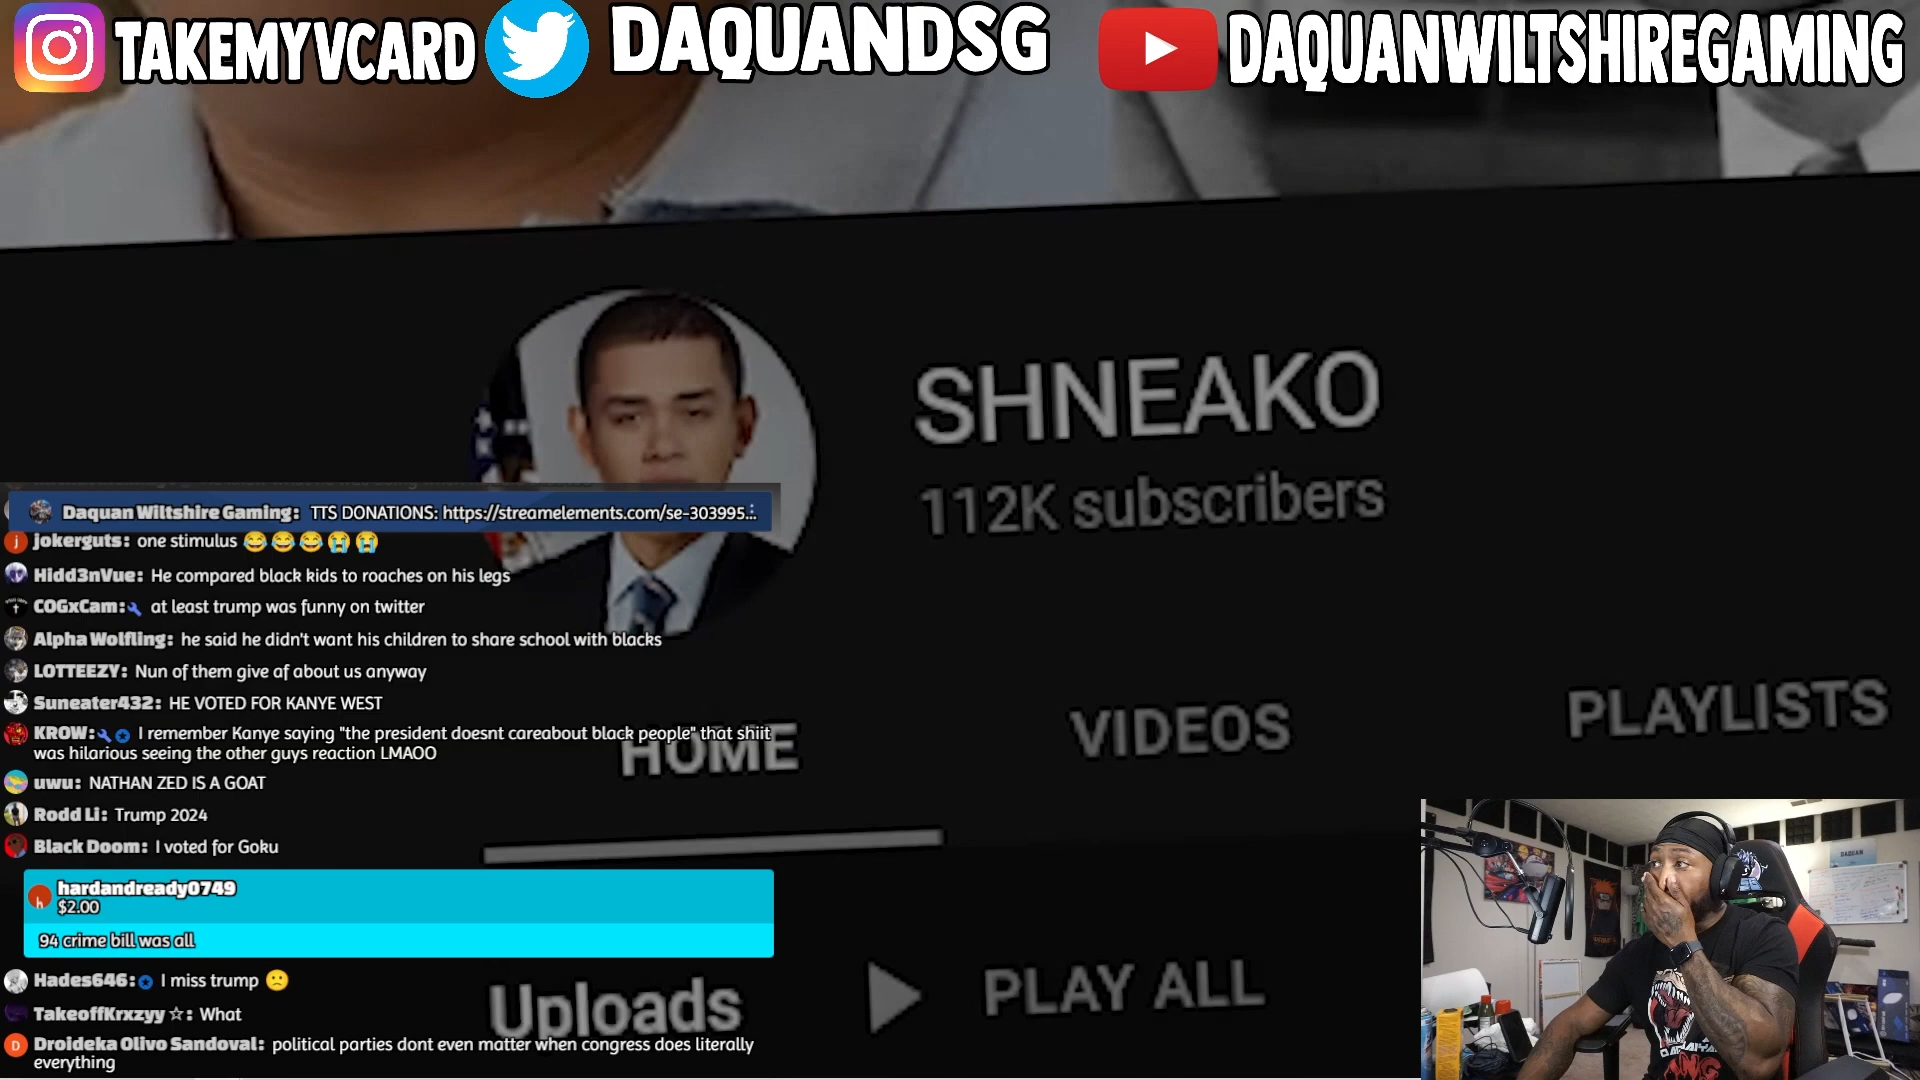 TAKEMYVCARD
DAQUANDSG
DAQUANWILTSHIREGAMING
SHNEAKO
112K subscribers
HOME
VIDEOS
PLAYLISTS
Uploads
PLAY ALL
Daquan Wiltshire Gaming: TTS DONATIONS: https://streamelements.com/se-303995...
jokerguts: one stimulus 😂😂😂😭😭
Hidd3nVue: He compared black kids to roaches on his legs
COGxCam: at least trump was funny on twitter
Alpha Wolfling: he said he didn't want his children to share school with blacks
LOTTEEZY: Nun of them give af about us anyway
Suneater432: HE VOTED FOR KANYE WEST
KROW: I remember Kanye saying "the president doesnt careabout black people" that shiit
was hilarious seeing the other guys reaction LMAOO
uwu: NATHAN ZED IS A GOAT
Rodd Li: Trump 2024
Black Doom: I voted for Goku
hardandready0749
$2.00
94 crime bill was all
Hades646: I miss trump 🙁
TakeoffKrxzyy ☆: What
Droideka Olivo Sandoval: political parties dont even matter when congress does literally
everything